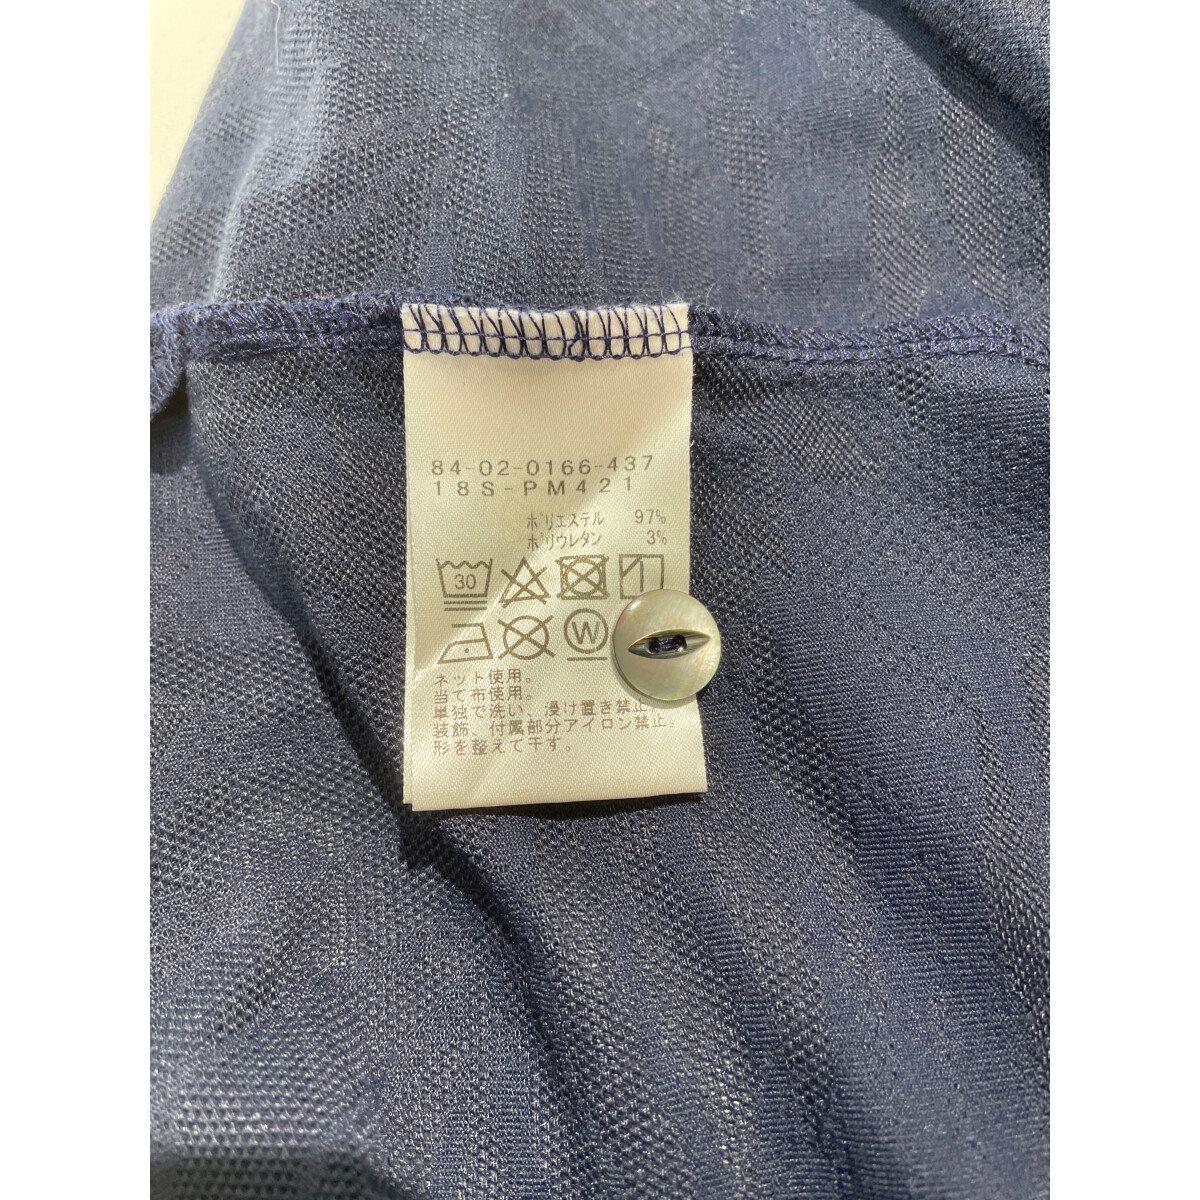 84-02-0166-437
18S-PM421
ポリエステル 97%
ポリウレタン 3%
30
W
ネット使用。
当て布使用。
単独で洗い、浸け置き禁止
装飾、付属部分アイロン禁止。
形を整えて干す。